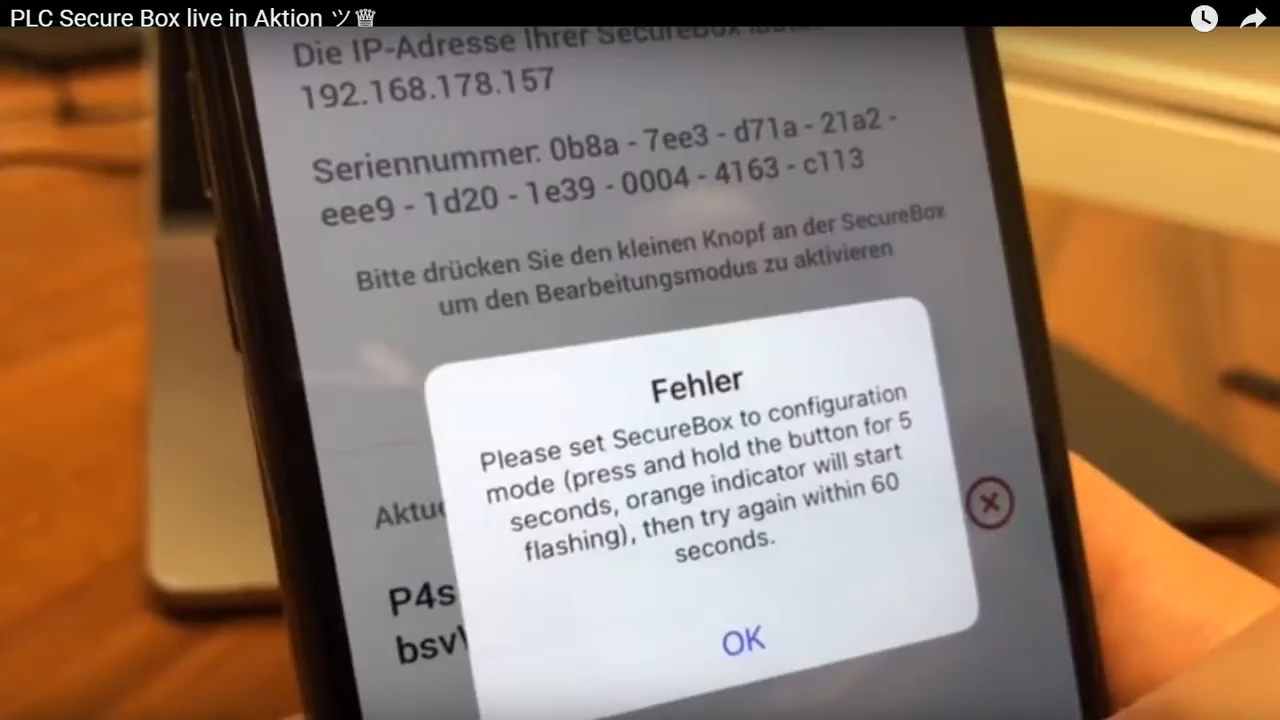 PLC Secure Box live in Aktion ツ♕
Die IP-Adresse Ihrer SecureBox
192.168.178.157
Seriennummer: 0b8a - 7ee3 - d71a - 21a2 -
eee9 - 1d20 - 1e39 - 0004 - 4163 - c113
Bitte drücken Sie den kleinen Knopf an der SecureBox
um den Bearbeitungsmodus zu aktivieren
Fehler
Please set SecureBox to configuration
mode (press and hold the button for 5
seconds, orange indicator will start
flashing), then try again within 60
seconds.
OK
P4s